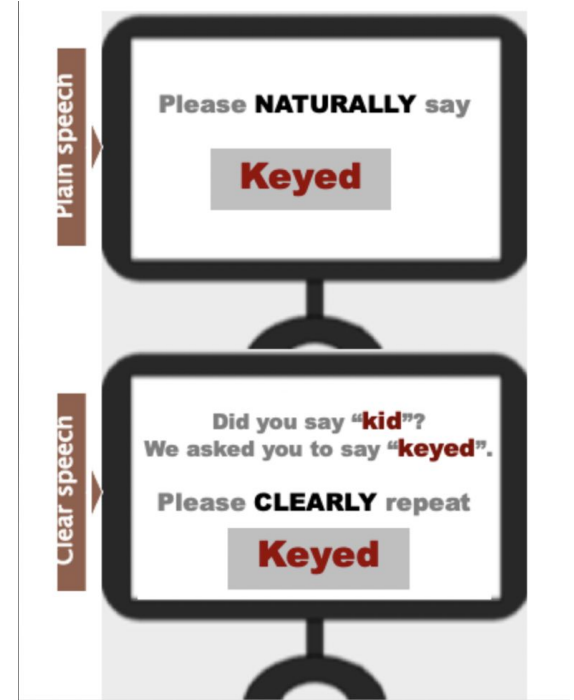 Plain speech
Please NATURALLY say
Keyed
Clear speech
Did you say “kid”?
We asked you to say “keyed”.
Please CLEARLY repeat
Keyed